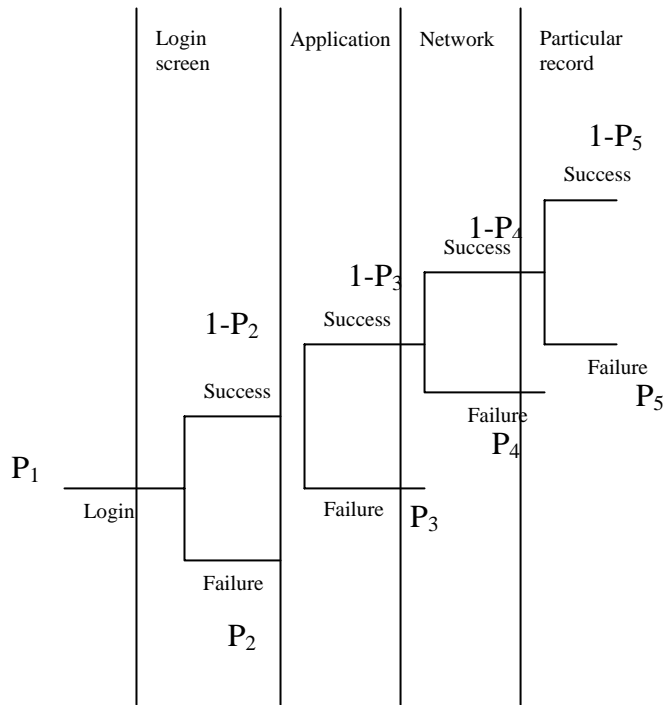 Login
screen
Application
Network
Particular
record
1-P5
Success
1-P4
Success
1-P3
Success
Failure
P5
1-P2
Success
Failure
P4
P1
Login
Failure
P3
Failure
P2